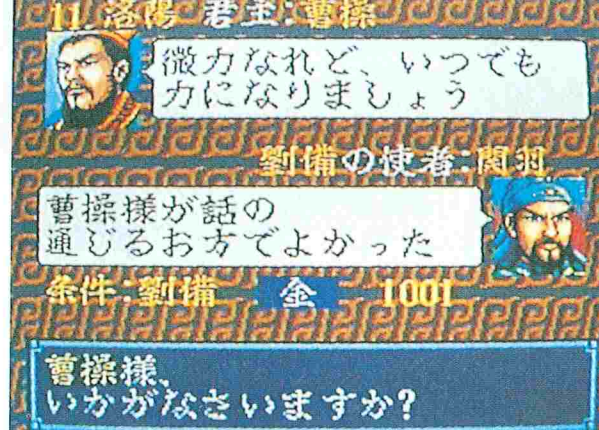 11.洛陽 君主:曹操
微力なれど、いつでも
力になりましょう
劉備の使者:関羽
曹操様が話の
通じるお方でよかった
条件:劉備 金 1001
曹操様、
いかがなさいますか?